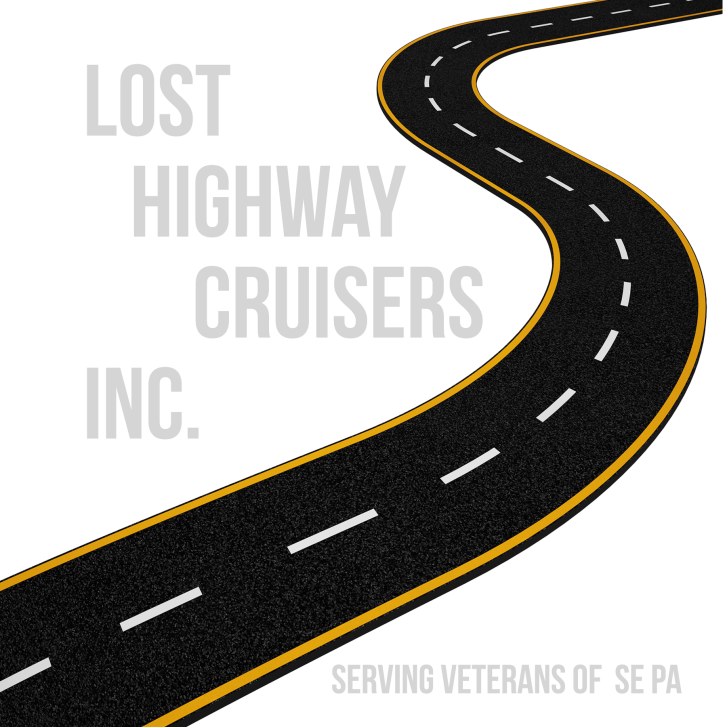 LOST
HIGHWAY
CRUISERS
INC.
SERVING VETERANS OF SE PA